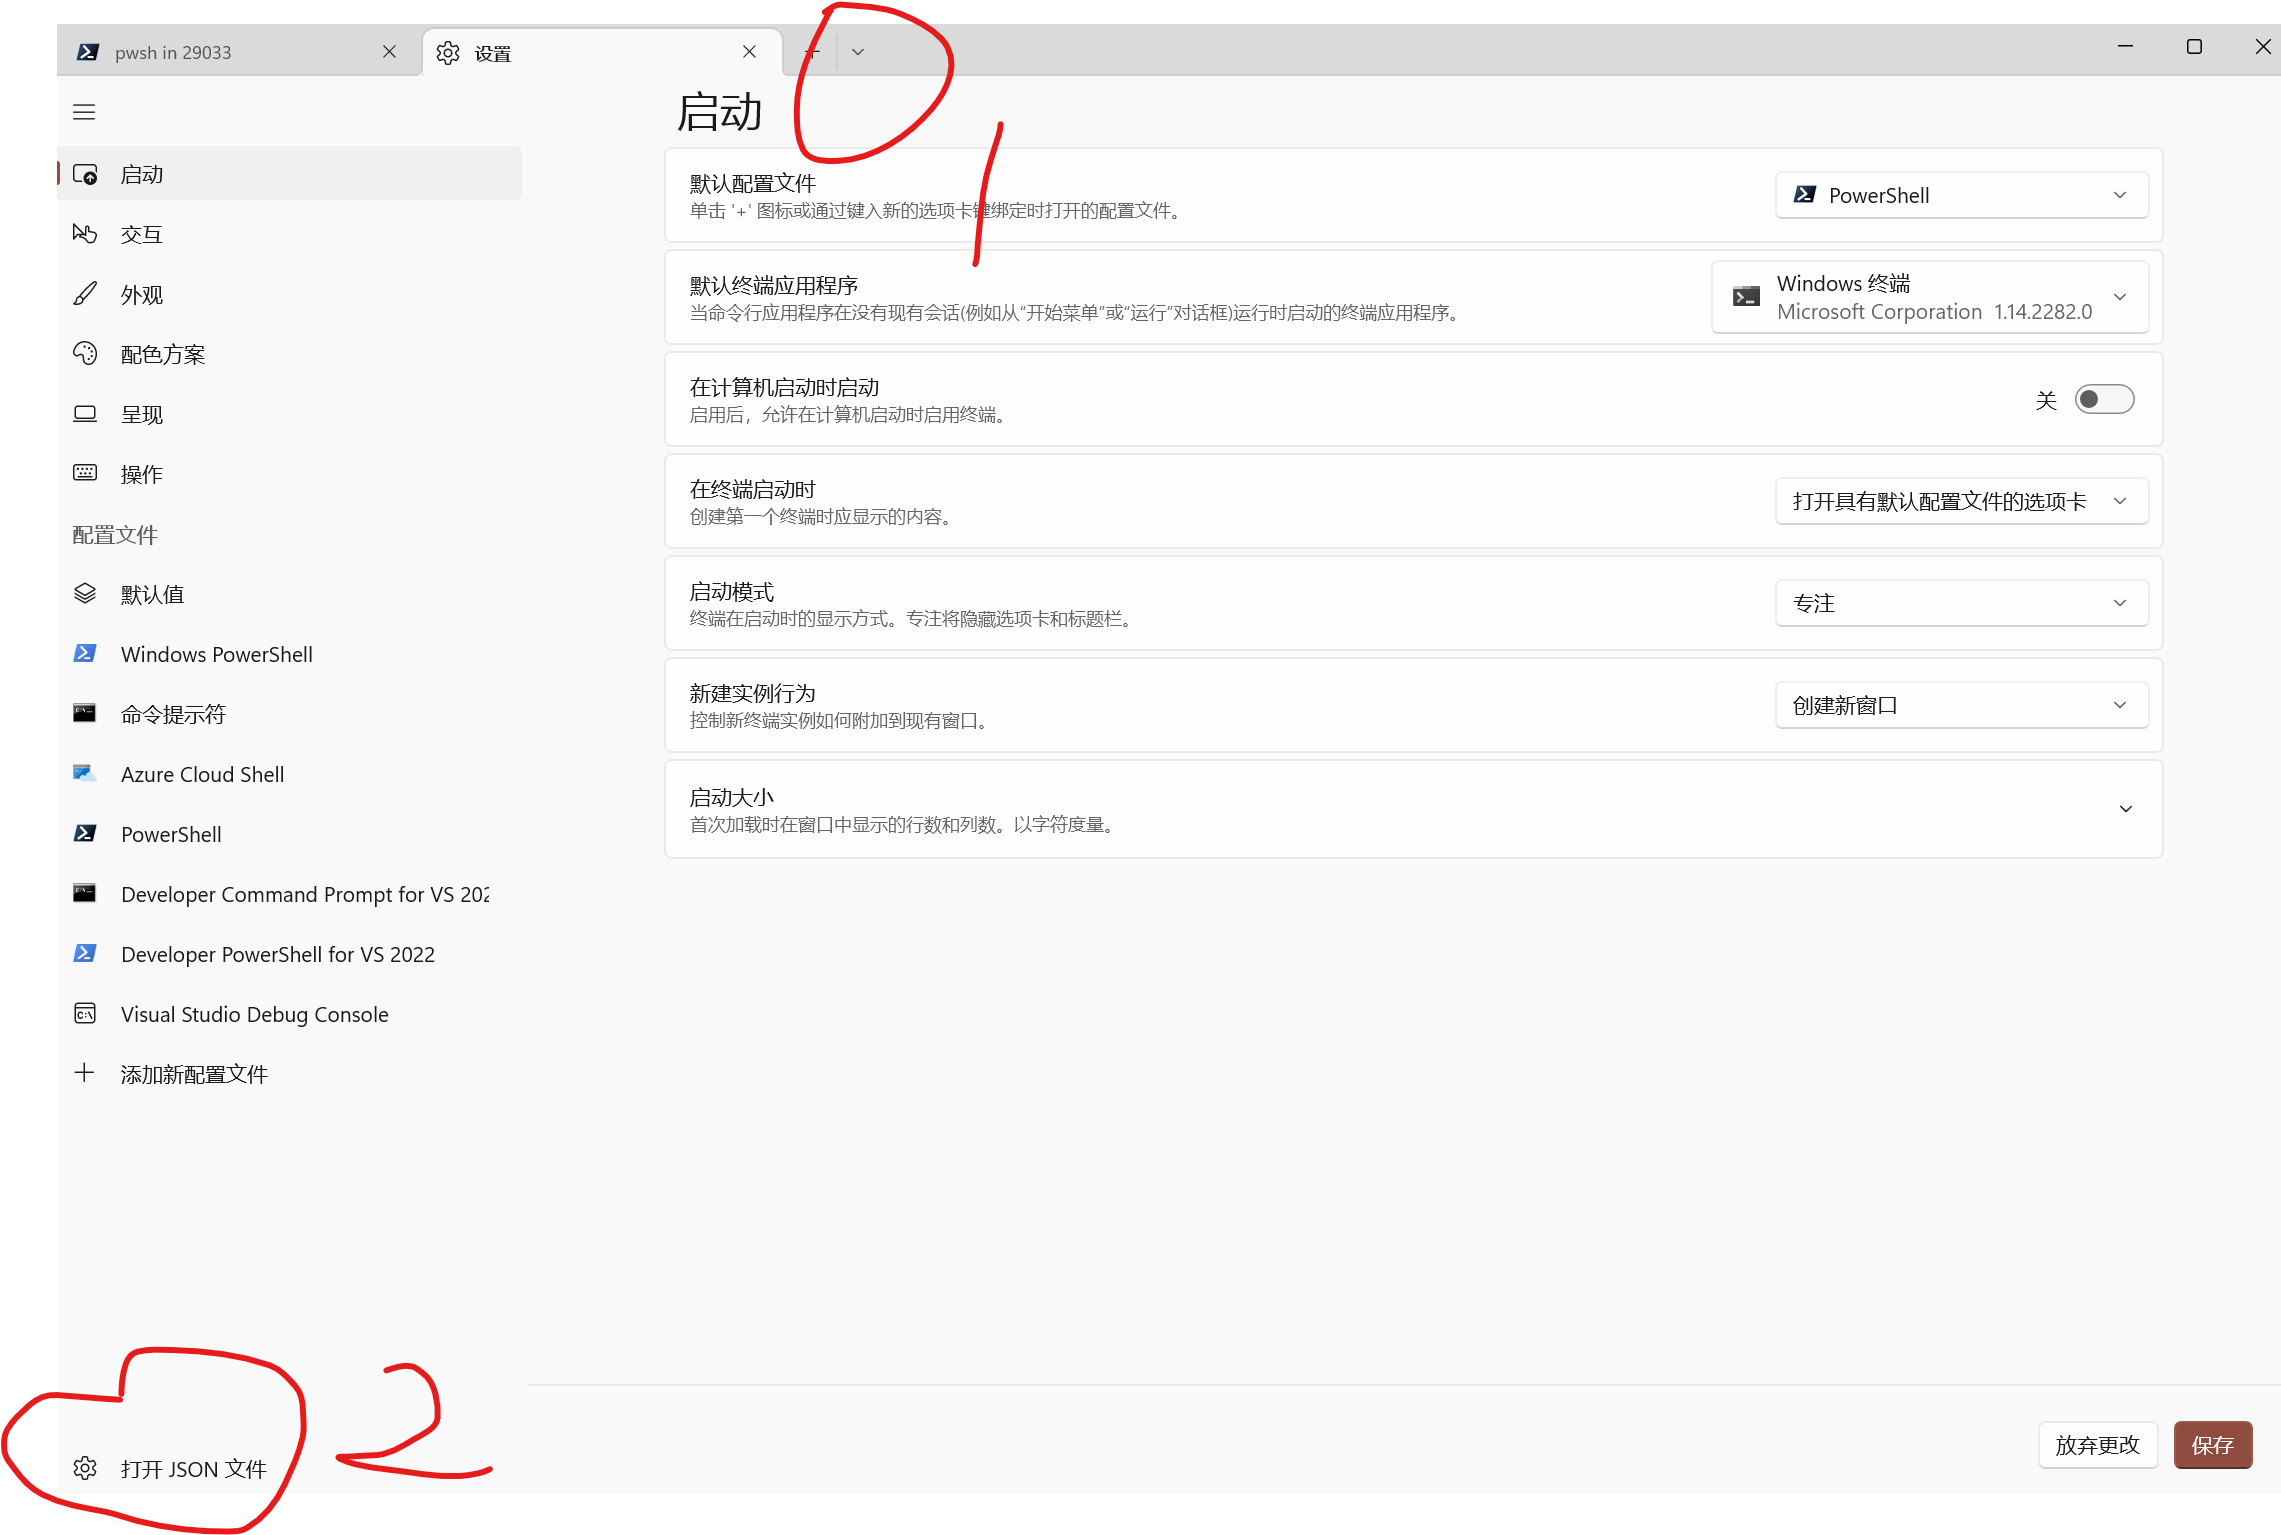 pwsh in 29033
设置
启动
启动
默认配置文件
单击 '+' 图标或通过键入新的选项卡键绑定时打开的配置文件。
PowerShell
1
交互
默认终端应用程序
当命令行应用程序在没有现有会话(例如从“开始菜单”或“运行”对话框)运行时启动的终端应用程序。
Windows 终端
Microsoft Corporation 1.14.2282.0
外观
配色方案
在计算机启动时启动
启用后，允许在计算机启动时启用终端。
关
呈现
操作
在终端启动时
创建第一个终端时应显示的内容。
打开具有默认配置文件的选项卡
配置文件
默认值
启动模式
终端在启动时的显示方式。专注将隐藏选项卡和标题栏。
专注
Windows PowerShell
命令提示符
新建实例行为
控制新终端实例如何附加到现有窗口。
创建新窗口
Azure Cloud Shell
启动大小
首次加载时在窗口中显示的行数和列数。以字符度量。
PowerShell
Developer Command Prompt for VS 202
Developer PowerShell for VS 2022
Visual Studio Debug Console
添加新配置文件
2
打开 JSON 文件
放弃更改
保存